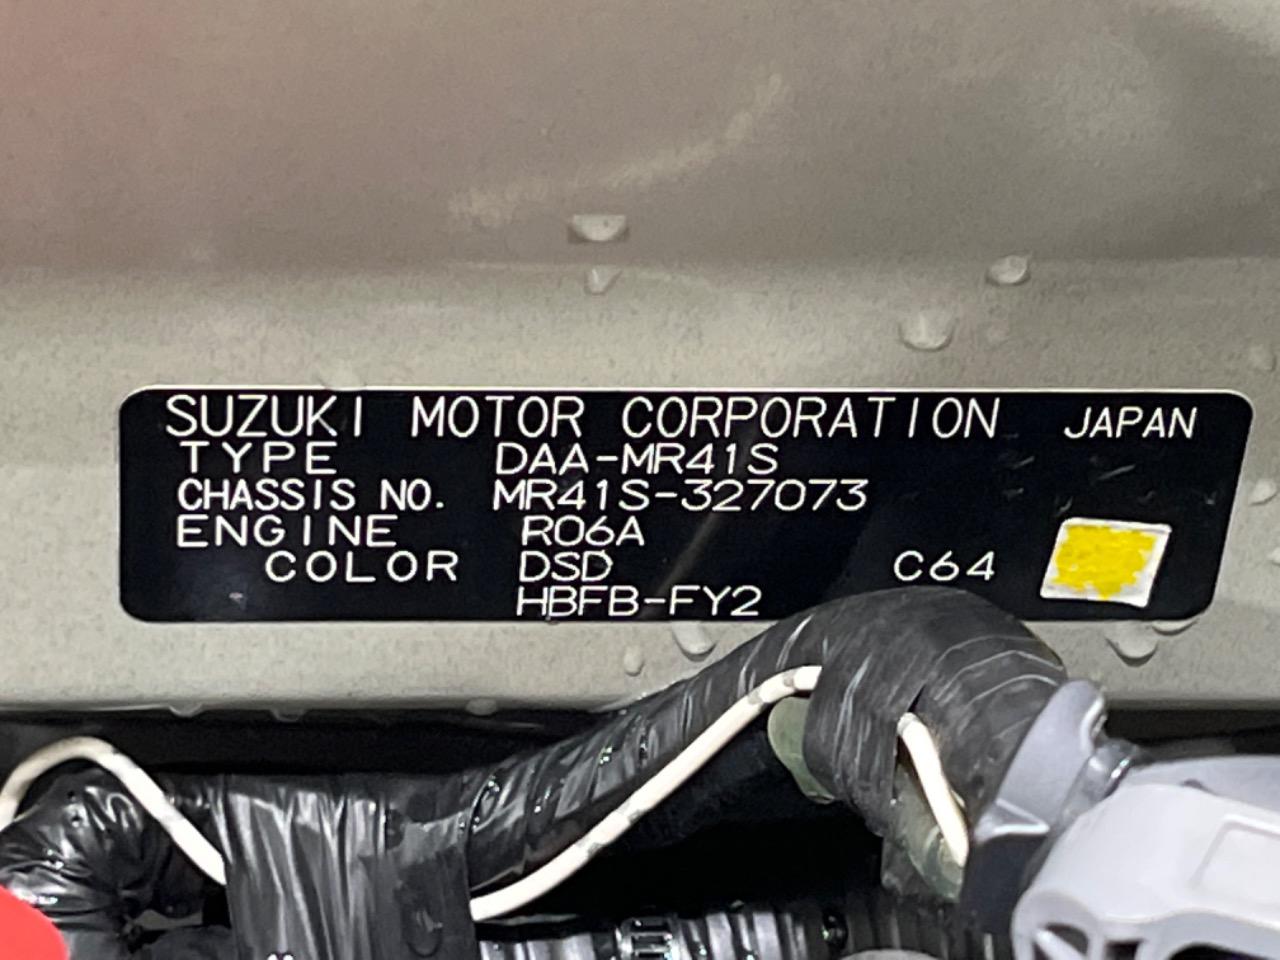 SUZUKI MOTOR CORPORATION JAPAN
TYPE DAA-MR41S
CHASSIS NO. MR41S-327073
ENGINE R06A
COLOR DSD C64
HBFB-FY2